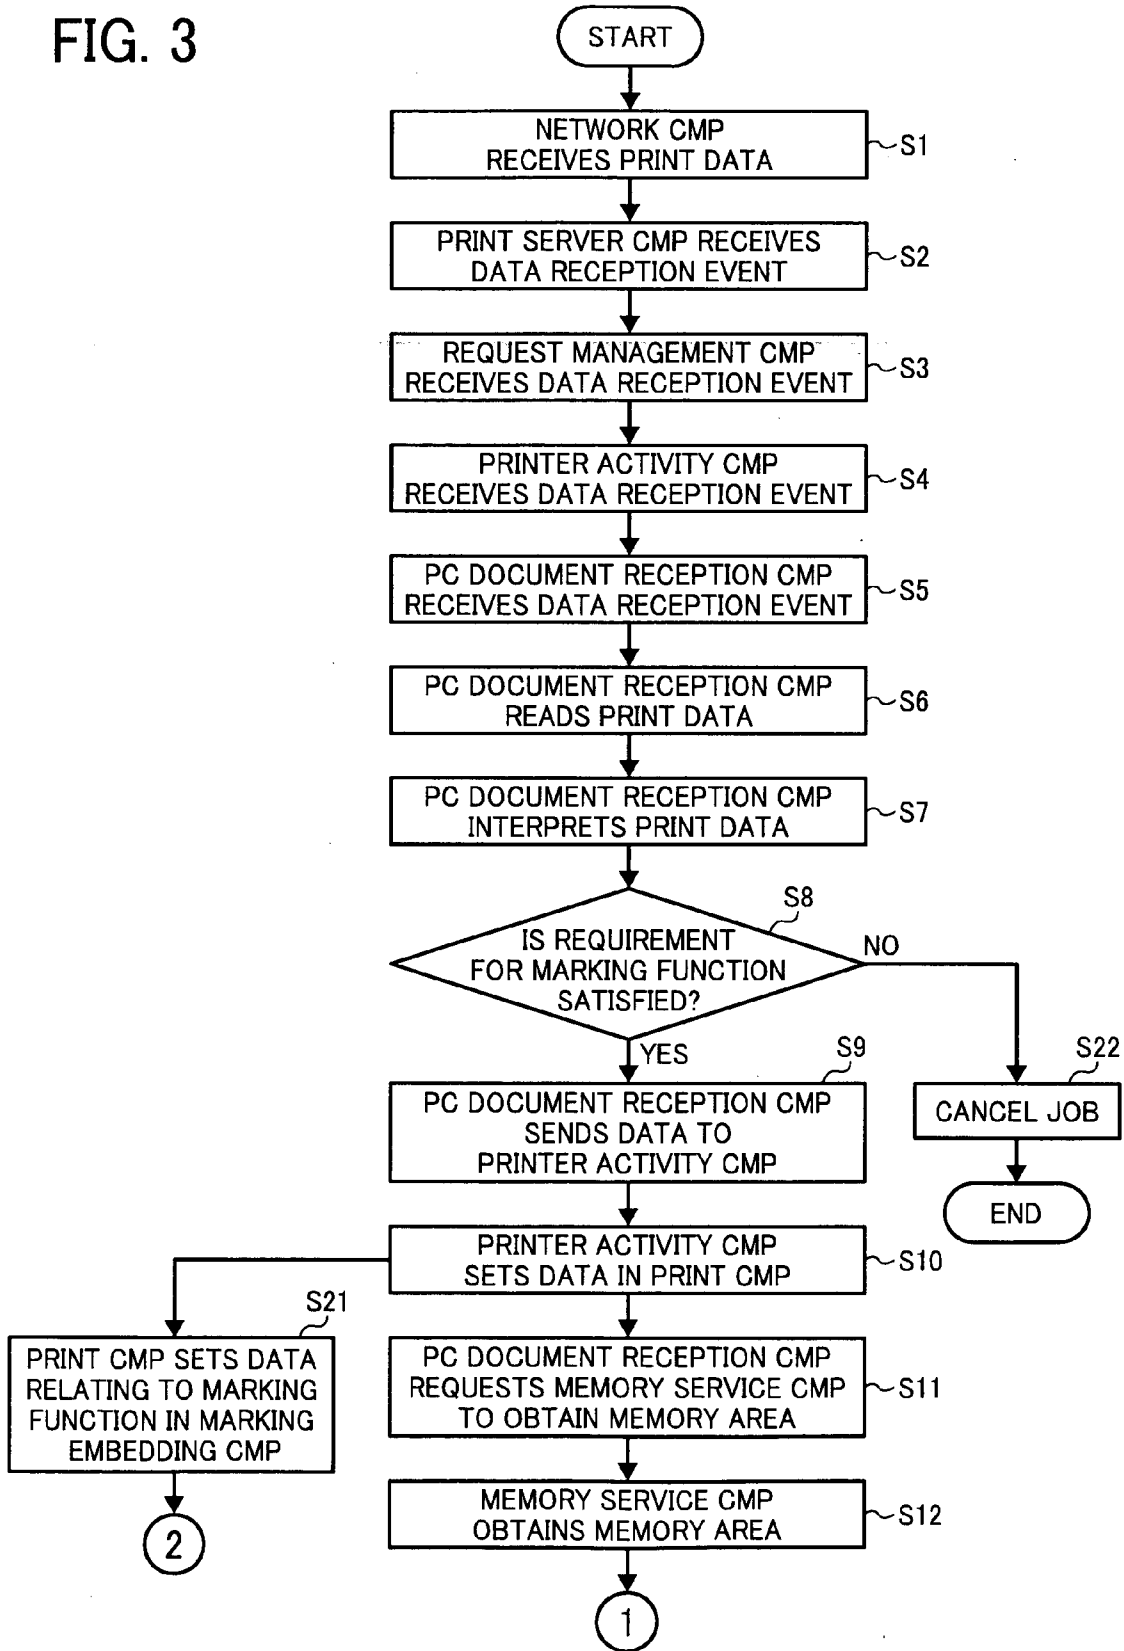 FIG. 3
START
NETWORK CMP
RECEIVES PRINT DATA
S1
PRINT SERVER CMP RECEIVES
DATA RECEPTION EVENT
S2
REQUEST MANAGEMENT CMP
RECEIVES DATA RECEPTION EVENT
S3
PRINTER ACTIVITY CMP
RECEIVES DATA RECEPTION EVENT
S4
PC DOCUMENT RECEPTION CMP
RECEIVES DATA RECEPTION EVENT
S5
PC DOCUMENT RECEPTION CMP
READS PRINT DATA
S6
PC DOCUMENT RECEPTION CMP
INTERPRETS PRINT DATA
S7
S8
IS REQUIREMENT
FOR MARKING FUNCTION
SATISFIED?
NO
YES
S9
PC DOCUMENT RECEPTION CMP
SENDS DATA TO
PRINTER ACTIVITY CMP
S22
CANCEL JOB
END
PRINTER ACTIVITY CMP
SETS DATA IN PRINT CMP
S10
S21
PRINT CMP SETS DATA
RELATING TO MARKING
FUNCTION IN MARKING
EMBEDDING CMP
2
PC DOCUMENT RECEPTION CMP
REQUESTS MEMORY SERVICE CMP
TO OBTAIN MEMORY AREA
S11
MEMORY SERVICE CMP
OBTAINS MEMORY AREA
S12
1